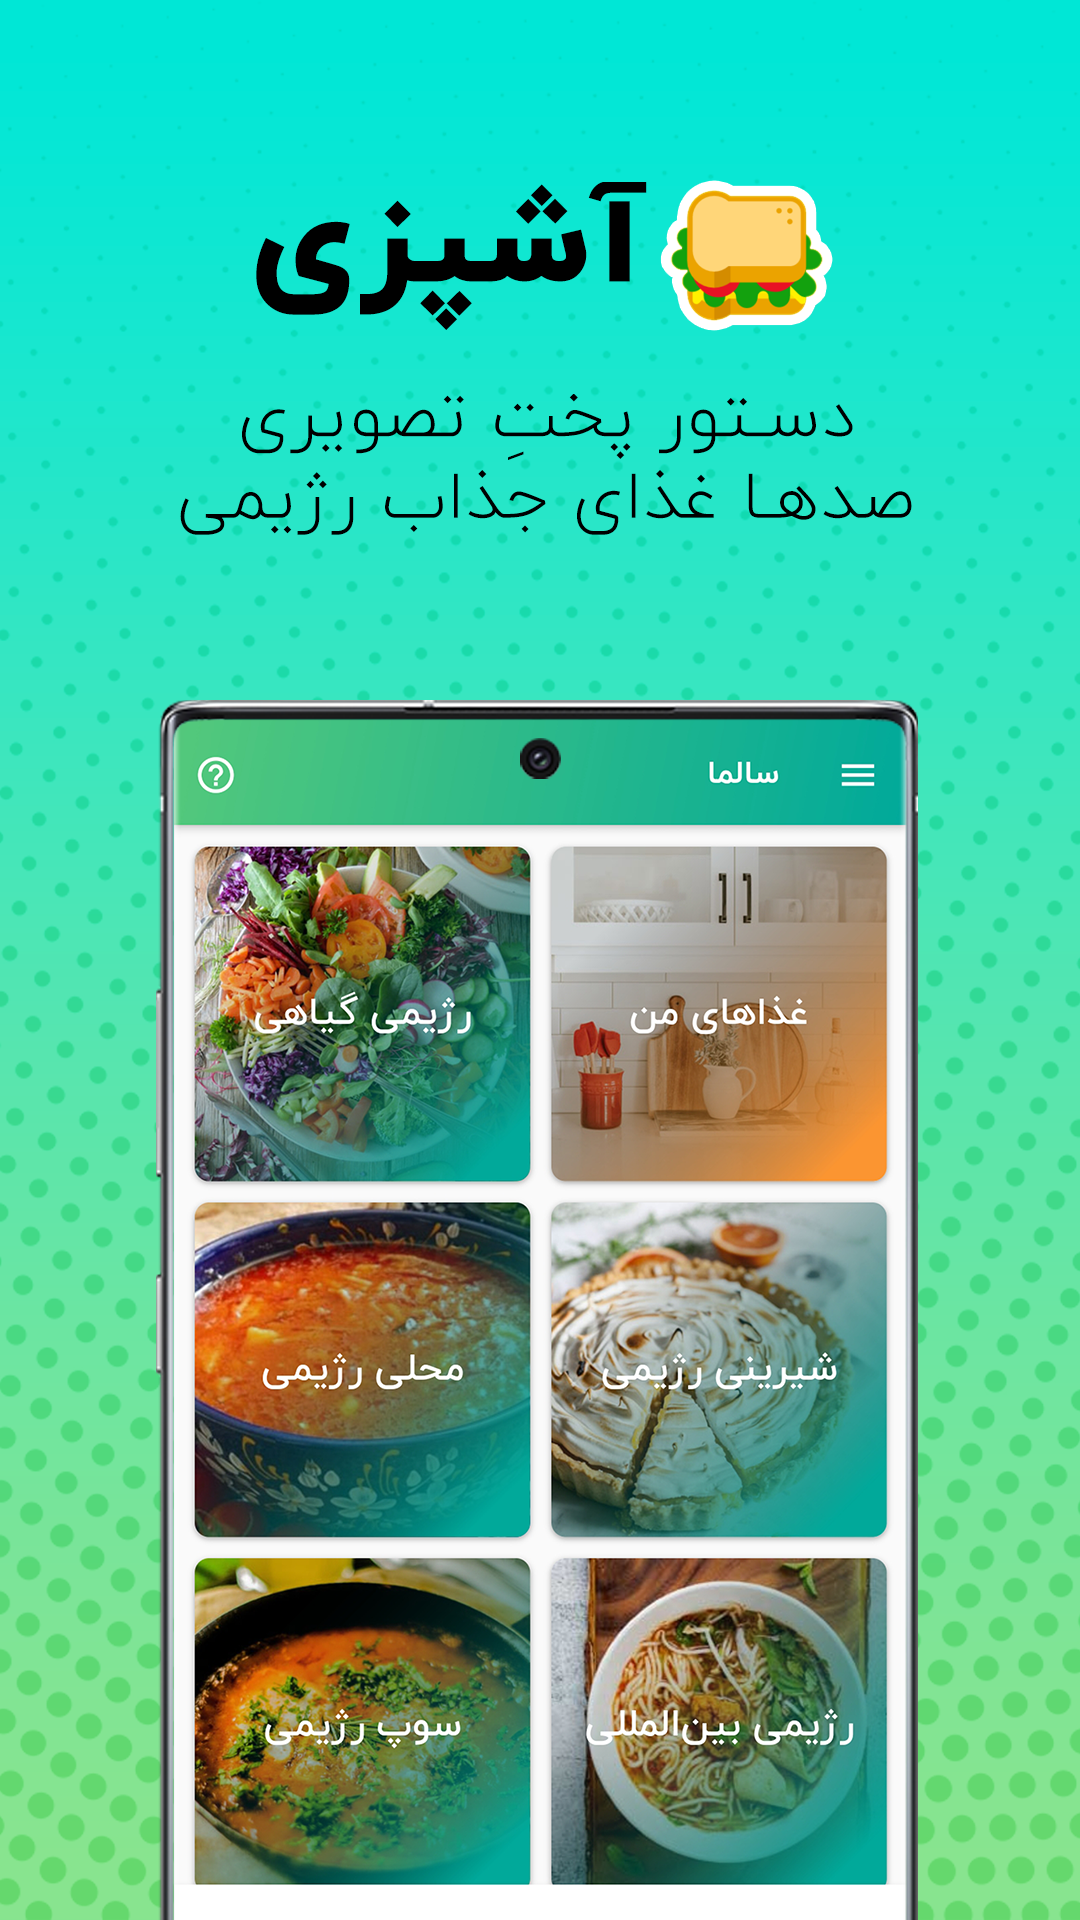 آشپزی
دستور پختِ تصویری
صدها غذای جذاب رژیمی
سالما
غذاهای من
رژیمی گیاهی
شیرینی رژیمی
محلی رژیمی
رژیمی بین‌المللی
سوپ رژیمی